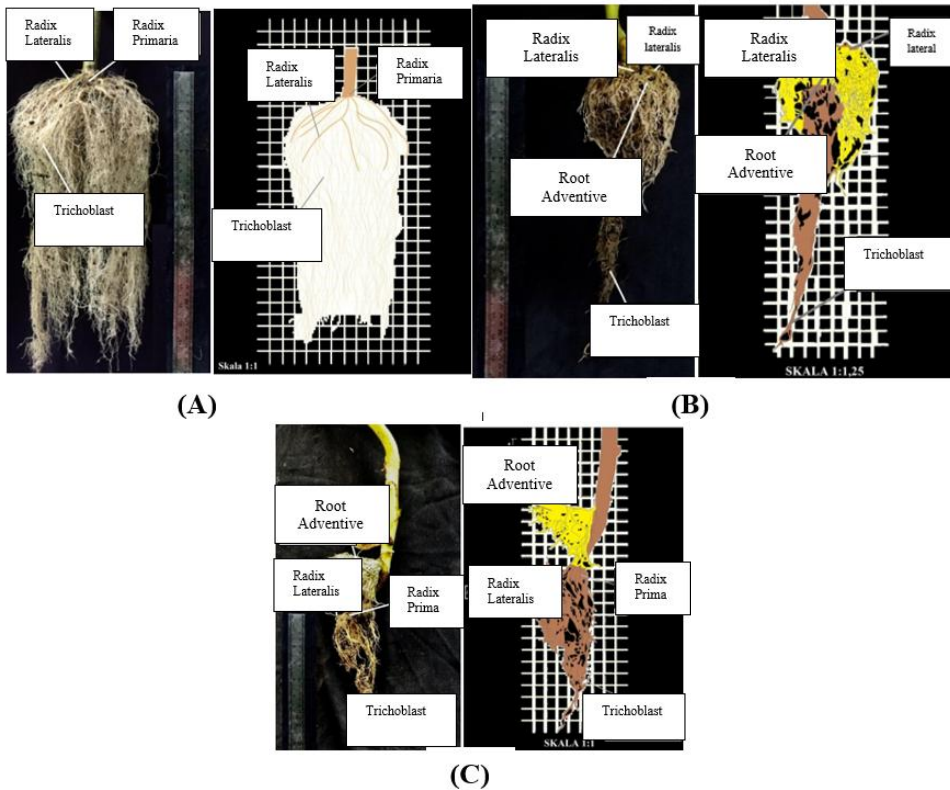 Radix
Lateralis
Radix
Primaria
Trichoblast
Radix
Lateralis
Radix
Primaria
Trichoblast
Skala 1:1
(A)
Radix
Lateralis
Radix
lateralis
Root
Adventive
Trichoblast
Radix
Lateralis
Radix
lateral
Root
Adventive
Trichoblast
SKALA 1:1,25
(B)
Root
Adventive
Radix
Lateralis
Radix
Prima
Trichoblast
Root
Adventive
Radix
Lateralis
Radix
Prima
Trichoblast
SKALA 1:1
(C)